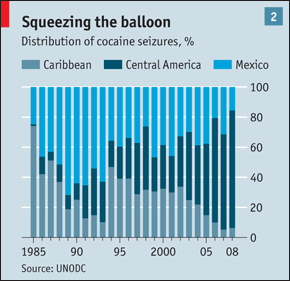 Squeezing the balloon
2
Distribution of cocaine seizures, %
Caribbean Central America Mexico
100
80
60
40
20
0
1985 90 95 2000 05 08
Source: UNODC